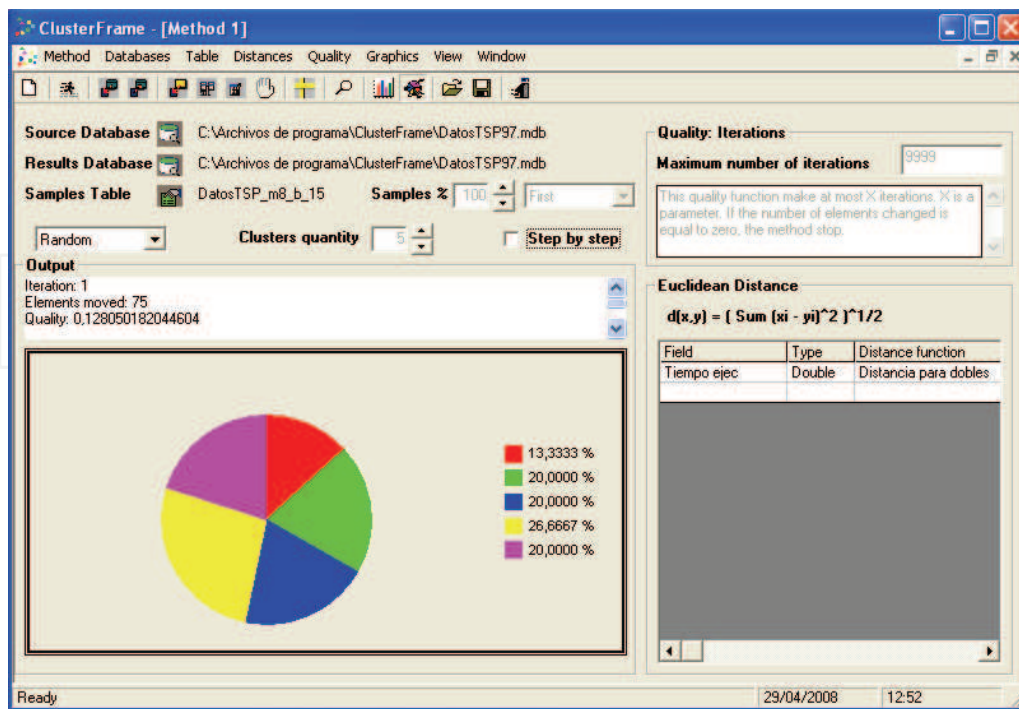 ClusterFrame - [Method 1]
Method Databases Table Distances Quality Graphics View Window
Source Database C:\Archivos de programa\ClusterFrame\DatosTSP97.mdb
Results Database C:\Archivos de programa\ClusterFrame\DatosTSP97.mdb
Samples Table DatosTSP_m8_b_15 Samples % 100 First
Random Clusters quantity 5 Step by step
Output
Iteration: 1
Elements moved: 75
Quality: 0,128050182044604
13,3333 %
20,0000 %
20,0000 %
26,6667 %
20,0000 %
Quality: Iterations
Maximum number of iterations 9999
This quality function make at most X iterations. X is a
parameter. If the number of elements changed is
equal to zero, the method stop.
Euclidean Distance
d(x,y) = ( Sum (xi - yi)^2 )^1/2
Field Type Distance function
Tiempo ejec Double Distancia para dobles
Ready 29/04/2008 12:52